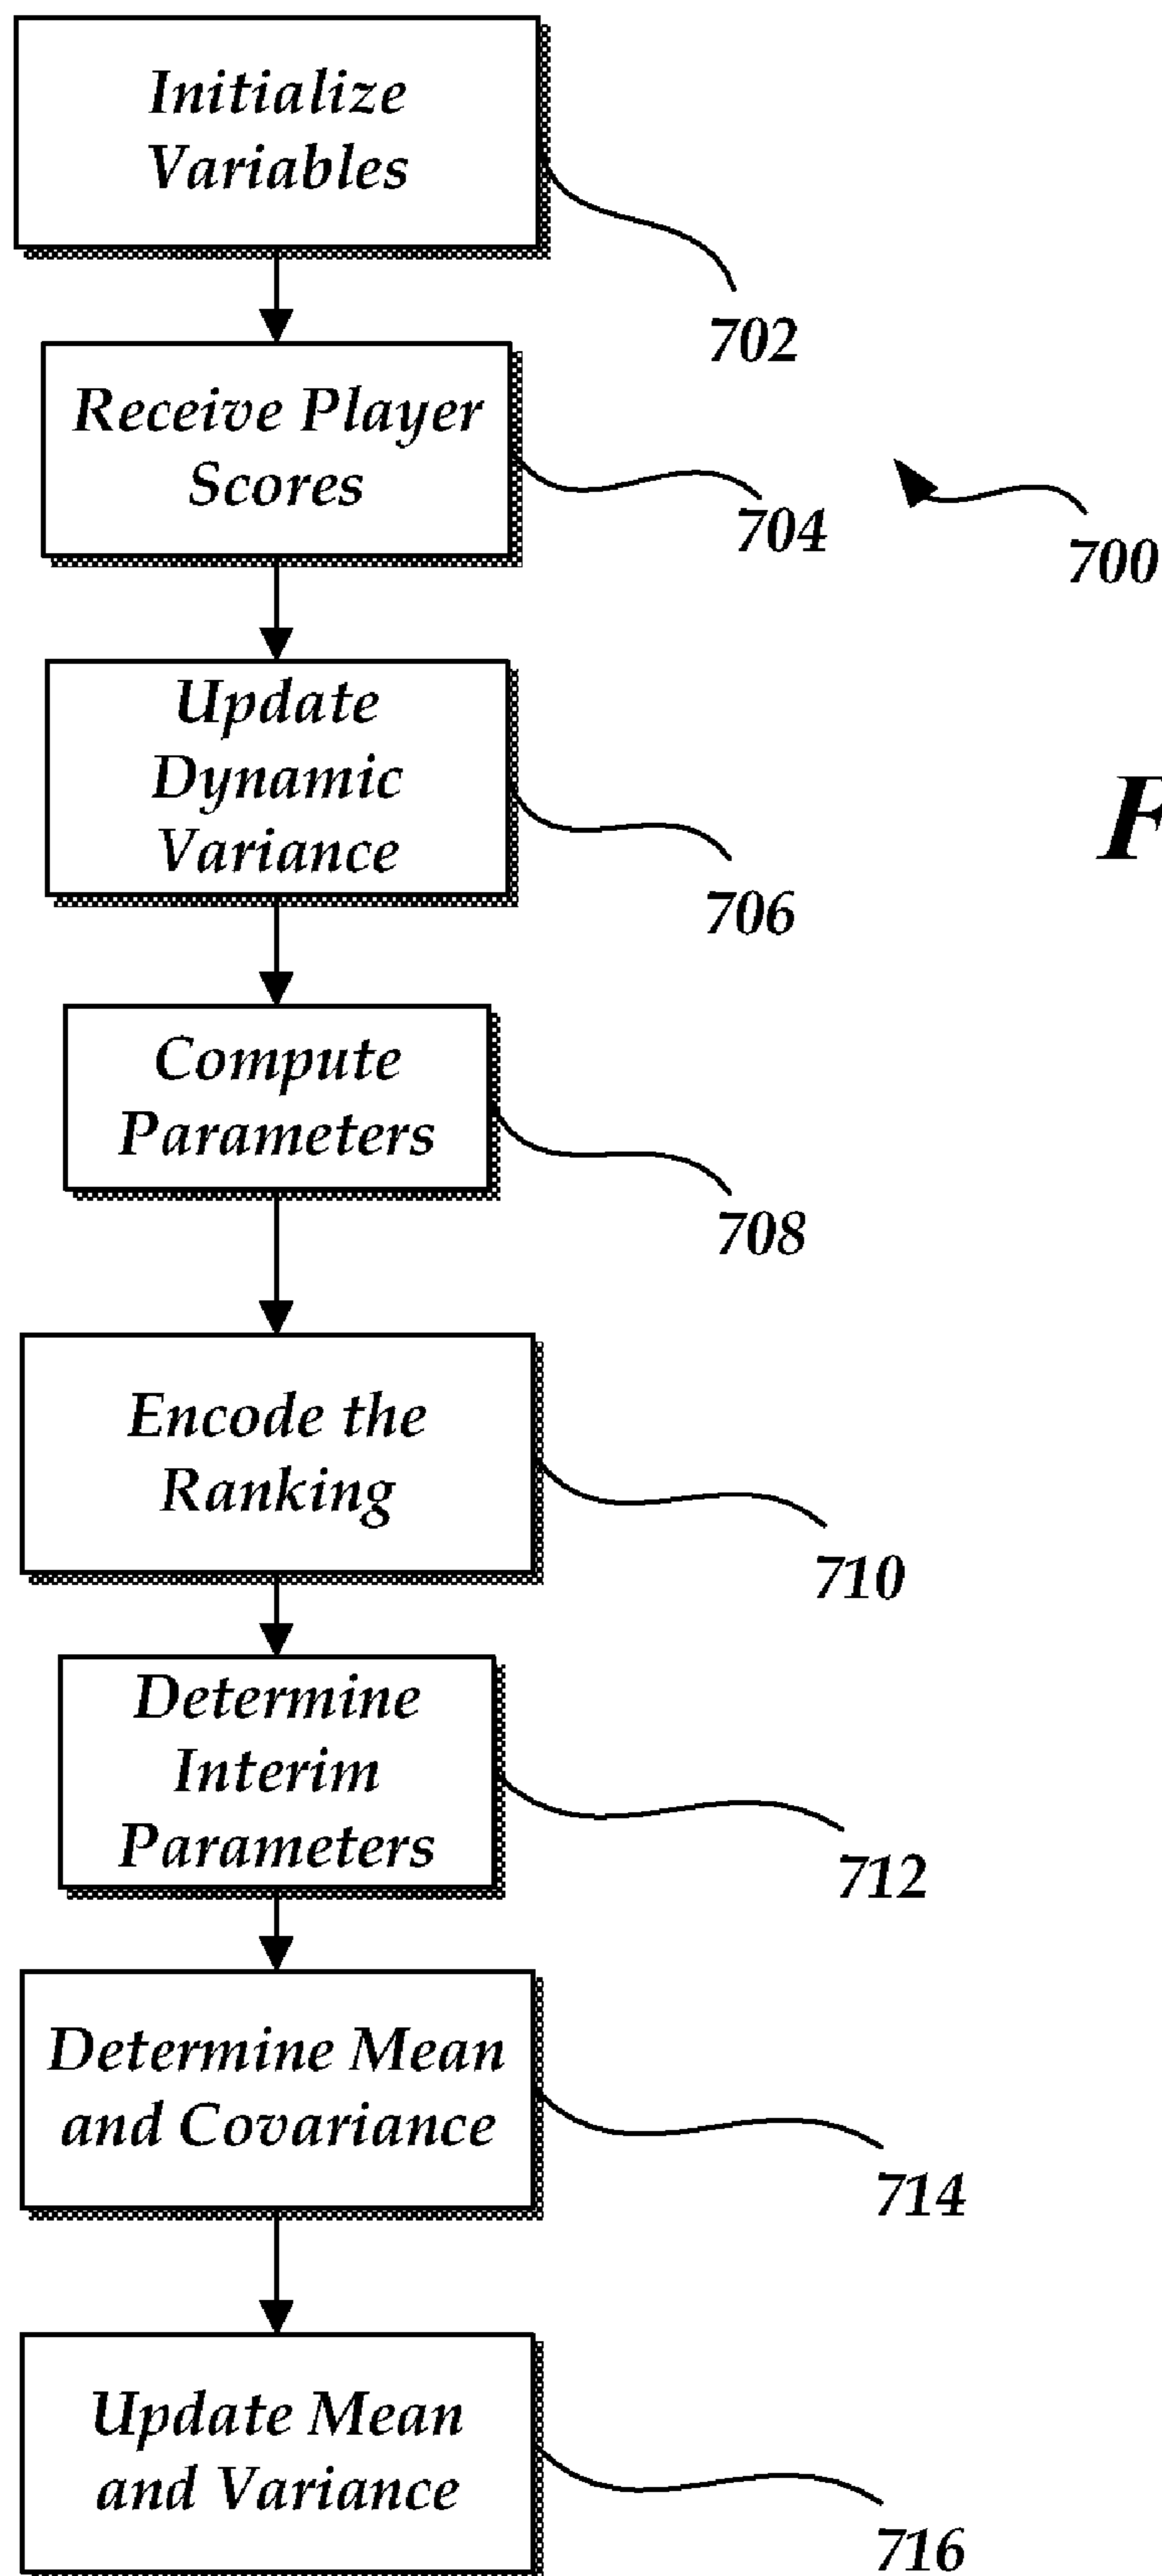 Initialize
Variables
702
Receive Player
Scores
704
700
Update
Dynamic
Variance
F
706
Compute
Parameters
708
Encode the
Ranking
710
Determine
Interim
Parameters
712
Determine Mean
and Covariance
714
Update Mean
and Variance
716